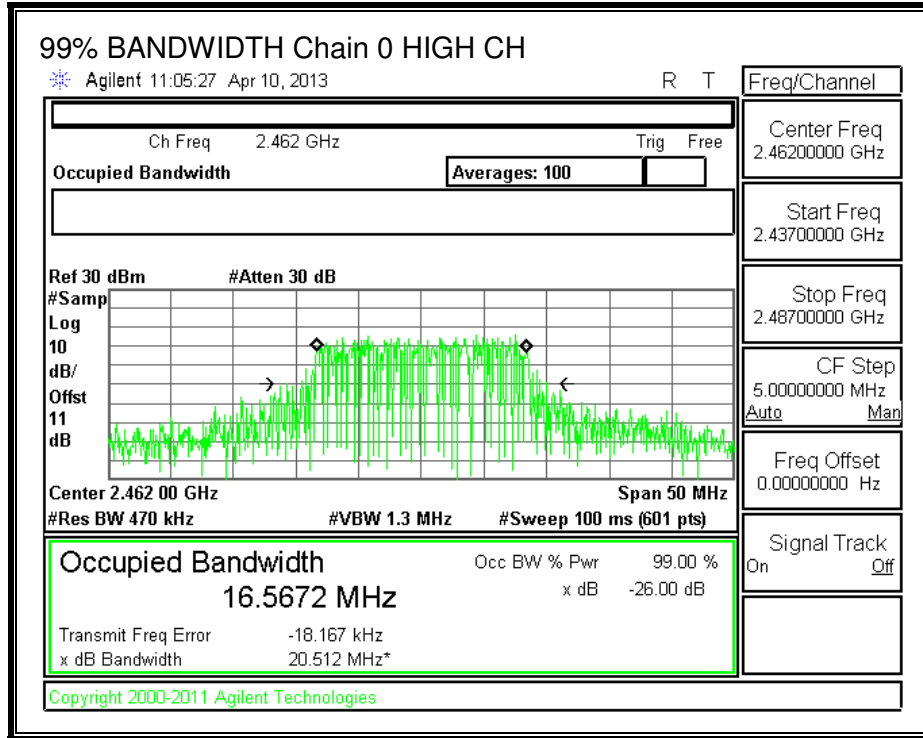 99% BANDWIDTH Chain 0 HIGH CH
Agilent 11:05:27 Apr 10, 2013 R T
Ch Freq 2.462 GHz Trig Free
Occupied Bandwidth Averages: 100
Ref 30 dBm #Atten 30 dB
#Samp
Log
10
dB/
Offst
11
dB
Center 2.462 00 GHz Span 50 MHz
#Res BW 470 kHz #VBW 1.3 MHz #Sweep 100 ms (601 pts)
Occupied Bandwidth Occ BW % Pwr 99.00 %
16.5672 MHz x dB -26.00 dB
Transmit Freq Error -18.167 kHz
x dB Bandwidth 20.512 MHz*
Copyright 2000-2011 Agilent Technologies
Freq/Channel
Center Freq
2.46200000 GHz
Start Freq
2.43700000 GHz
Stop Freq
2.48700000 GHz
CF Step
5.00000000 MHz
Auto Man
Freq Offset
0.00000000 Hz
Signal Track
On Off